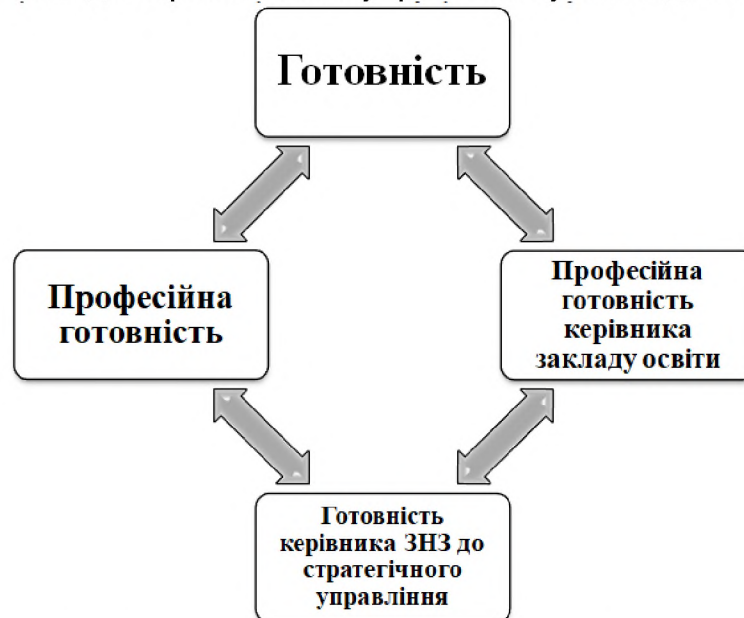 Готовність
Професійна
готовність
Професійна
готовність
керівника
закладу освіти
Готовність
керівника ЗНЗ до
стратегічного
управління